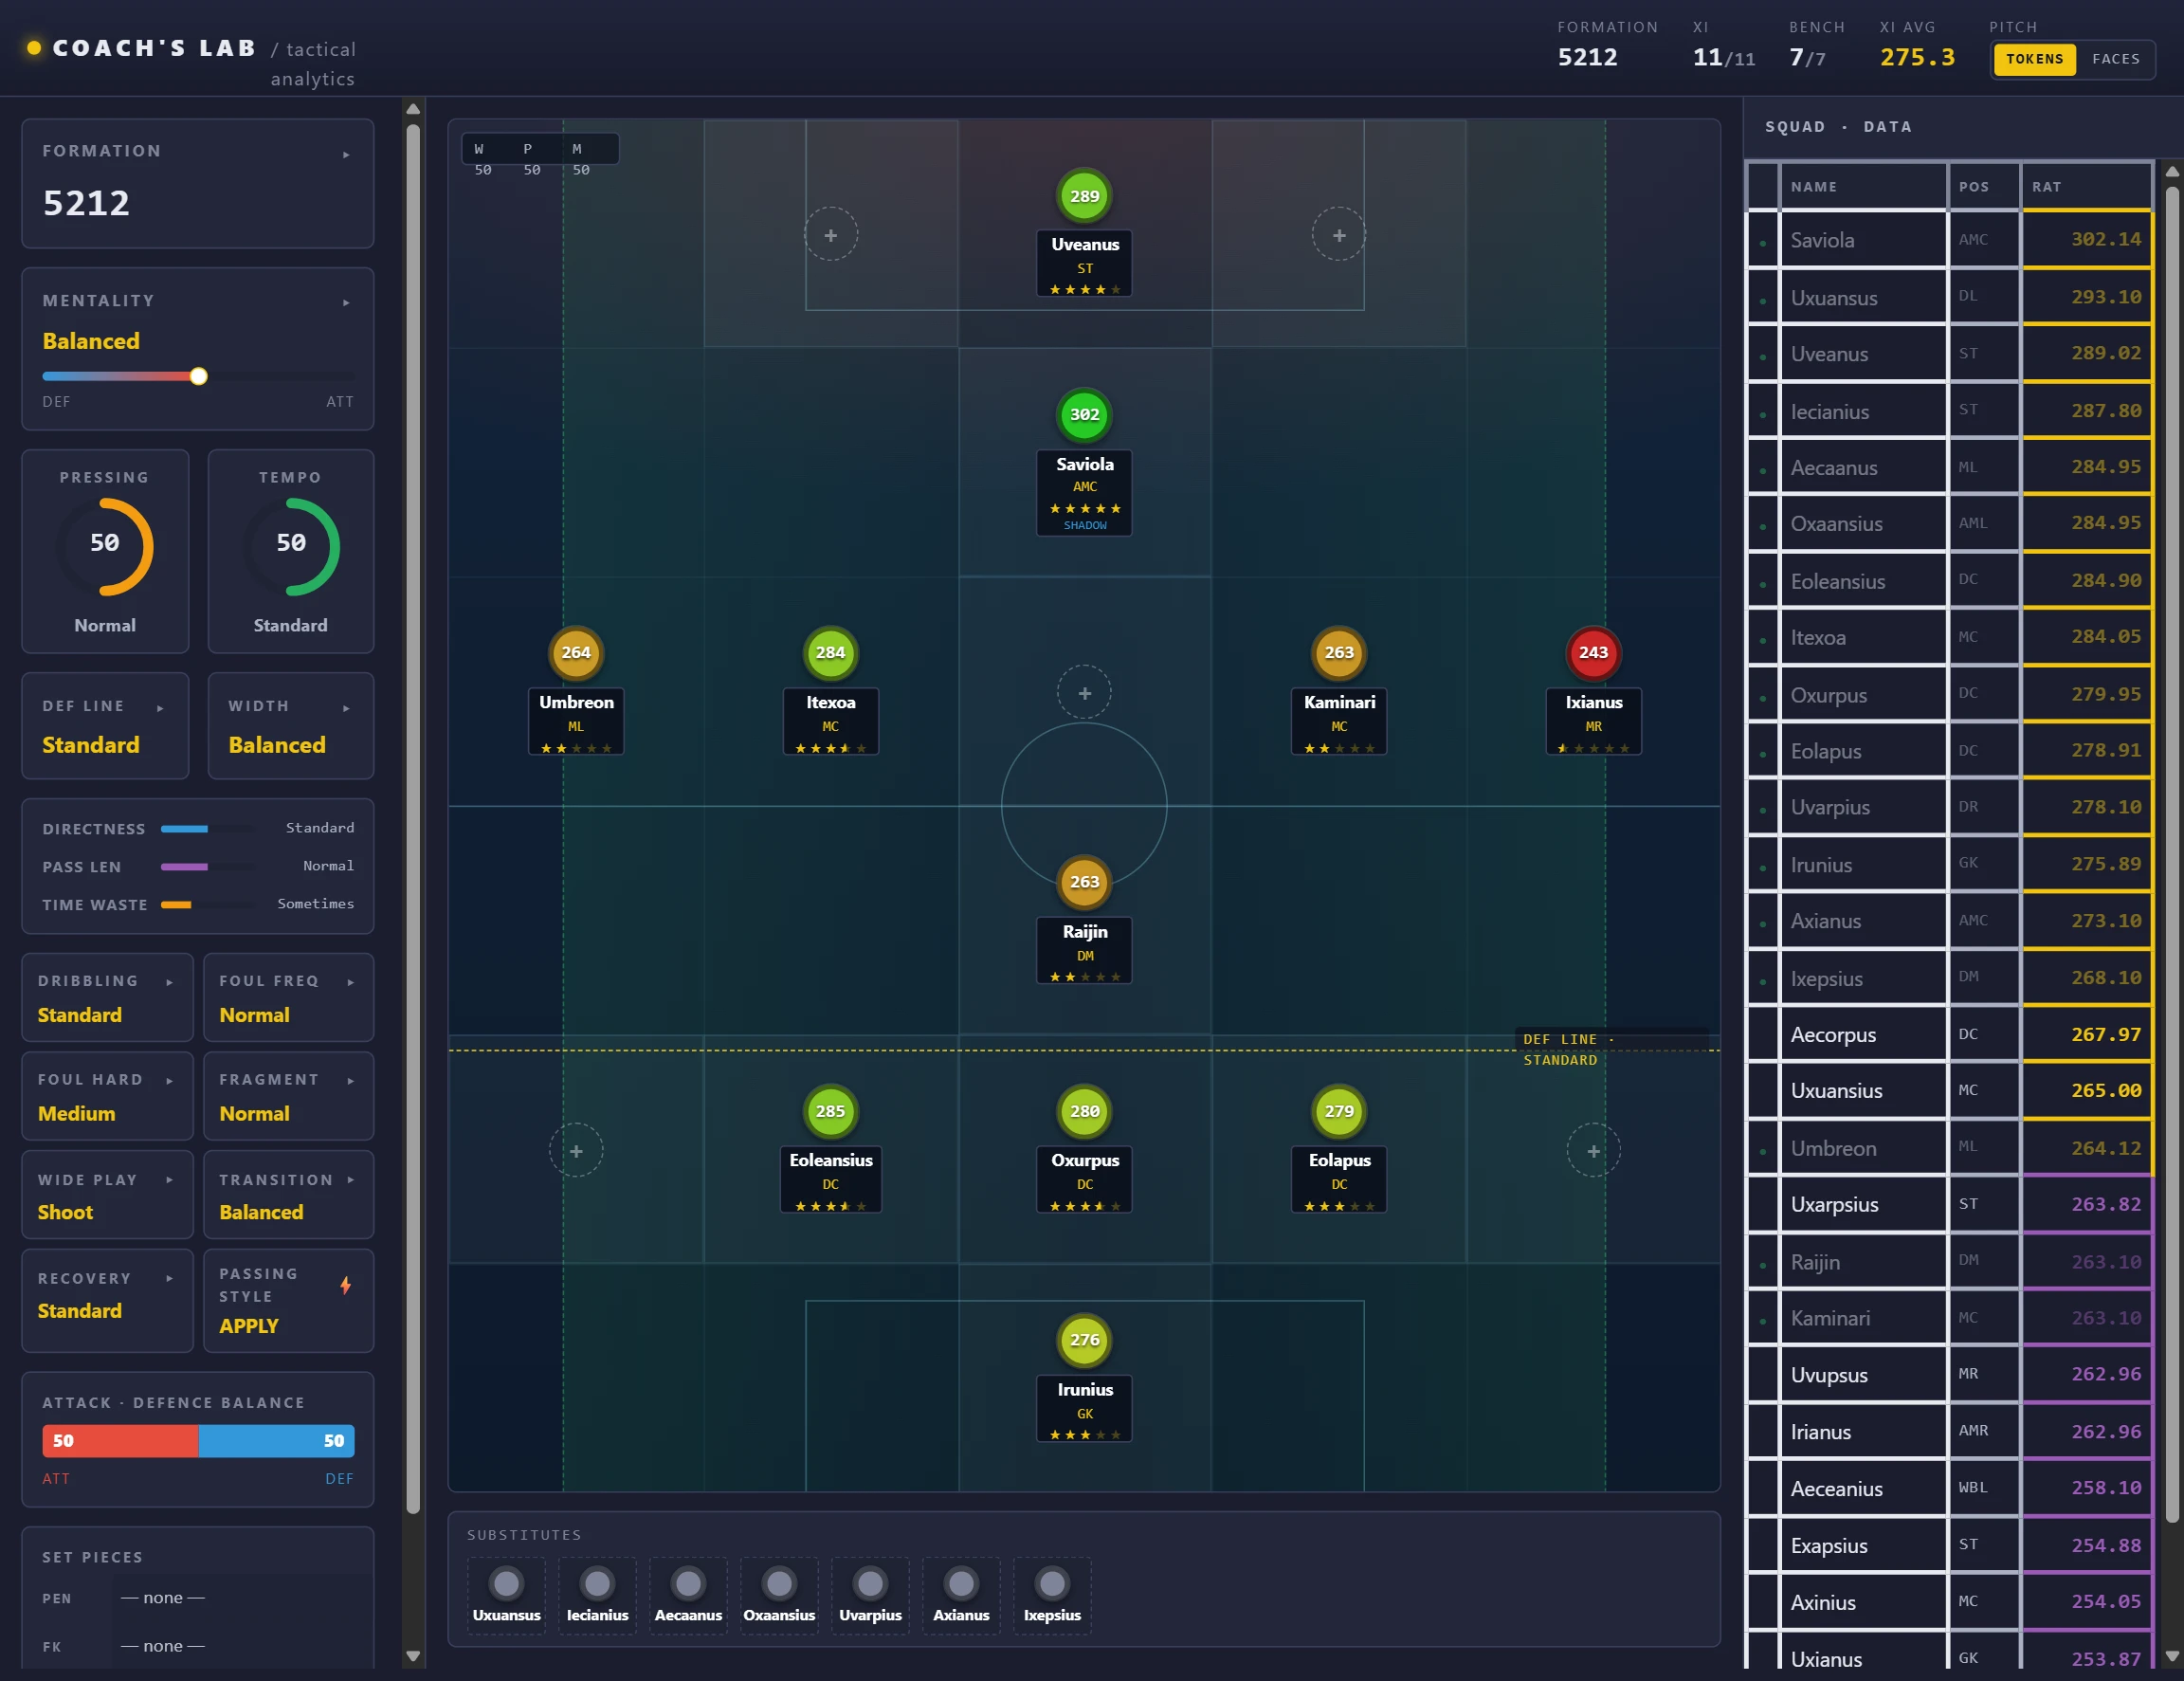 COACH'S LAB / tactical
analytics
FORMATION
5212
XI
11/11
BENCH
7/7
XI AVG
275.3
PITCH
TOKENS FACES
FORMATION ▸
5212
MENTALITY ▸
Balanced
DEF ATT
PRESSING
50
Normal
TEMPO
50
Standard
DEF LINE ▸
Standard
WIDTH ▸
Balanced
DIRECTNESS Standard
PASS LEN Normal
TIME WASTE Sometimes
DRIBBLING ▸
Standard
FOUL FREQ ▸
Normal
FOUL HARD ▸
Medium
FRAGMENT ▸
Normal
WIDE PLAY ▸
Shoot
TRANSITION ▸
Balanced
RECOVERY ▸
Standard
PASSING
STYLE
APPLY
ATTACK · DEFENCE BALANCE
50 50
ATT DEF
SET PIECES
PEN — none —
FK — none —
W P M
50 50 50
289
Uveanus
ST
★★★★★
+ +
302
Saviola
AMC
★★★★★
SHADOW
264
Umbreon
ML
★★★★★
284
Itexoa
MC
★★★★★
+
263
Kaminari
MC
★★★★★
243
Ixianus
MR
★★★★★
263
Raijin
DM
★★★★★
DEF LINE ·
STANDARD
+
285
Eoleansius
DC
★★★★★
280
Oxurpus
DC
★★★★★
279
Eolapus
DC
★★★★★
+
276
Irunius
GK
★★★★★
SUBSTITUTES
Uxuansus Iecianius Aecaanus Oxaansius Uvarpius Axianus Ixepsius
SQUAD · DATA
NAME POS RAT
Saviola AMC 302.14
Uxuansus DL 293.10
Uveanus ST 289.02
Iecianius ST 287.80
Aecaanus ML 284.95
Oxaansius AML 284.95
Eoleansius DC 284.90
Itexoa MC 284.05
Oxurpus DC 279.95
Eolapus DC 278.91
Uvarpius DR 278.10
Irunius GK 275.89
Axianus AMC 273.10
Ixepsius DM 268.10
Aecorpus DC 267.97
Uxuansius MC 265.00
Umbreon ML 264.12
Uxarpsius ST 263.82
Raijin DM 263.10
Kaminari MC 263.10
Uvupsus MR 262.96
Irianus AMR 262.96
Aeceanius WBL 258.10
Exapsius ST 254.88
Axinius MC 254.05
Uxianus GK 253.87